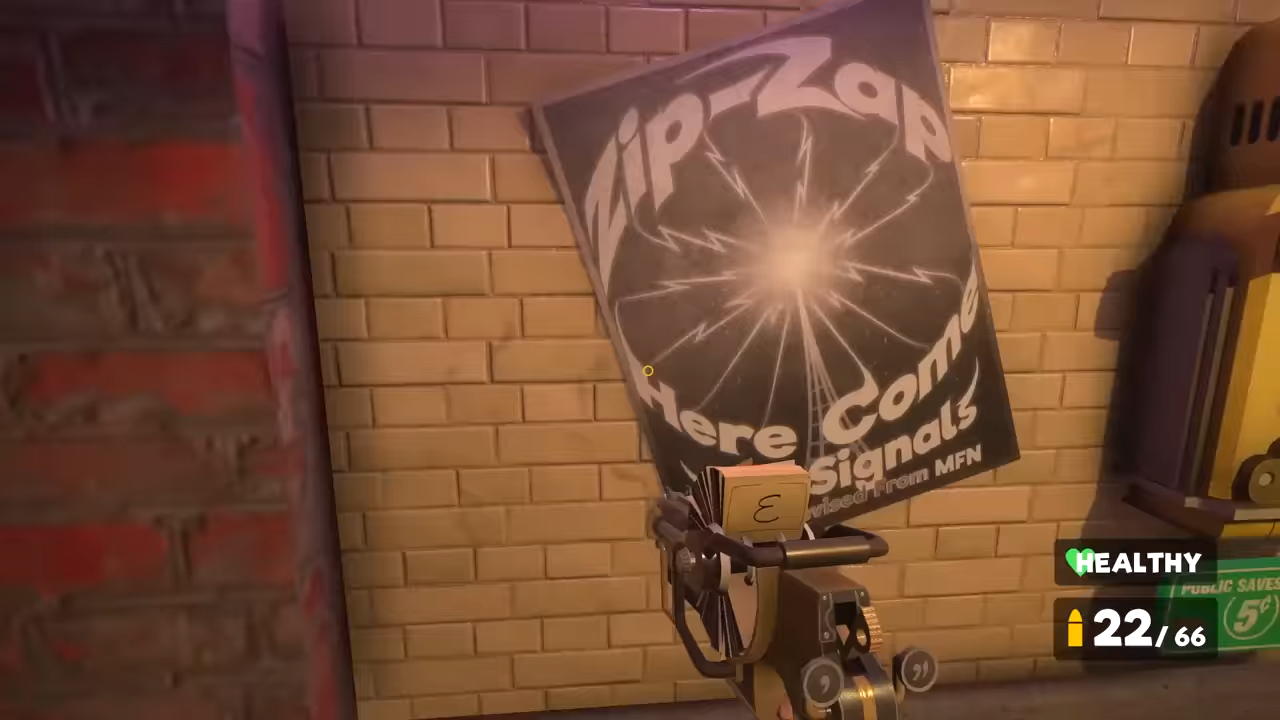 Zip-Zap
Here Come
Signals
vised From MFN
ε
HEALTHY
22/ 66
PUBLIC SAVES
5¢
, ,,